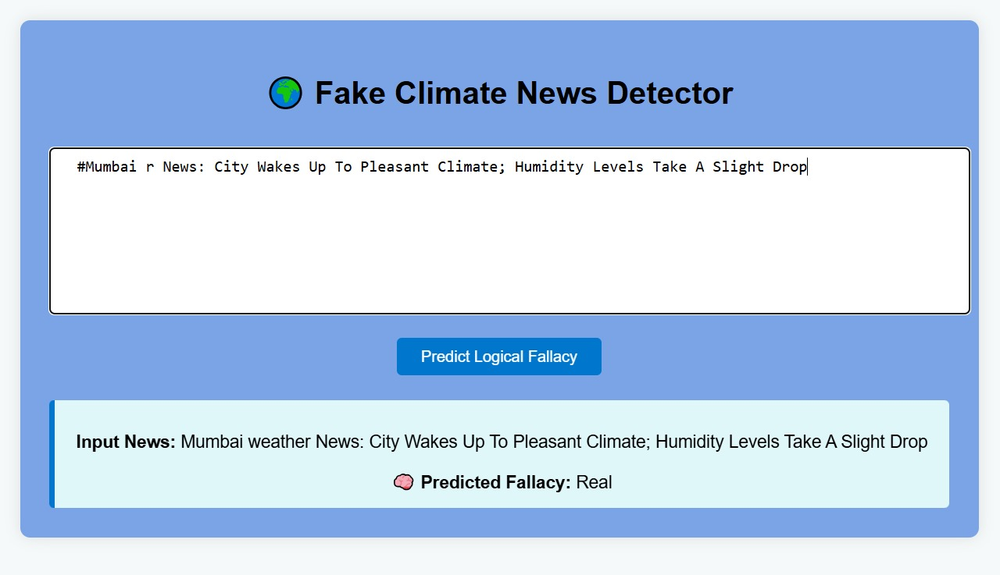 Fake Climate News Detector
#Mumbai r News: City Wakes Up To Pleasant Climate; Humidity Levels Take A Slight Drop
Predict Logical Fallacy
Input News: Mumbai weather News: City Wakes Up To Pleasant Climate; Humidity Levels Take A Slight Drop
Predicted Fallacy: Real